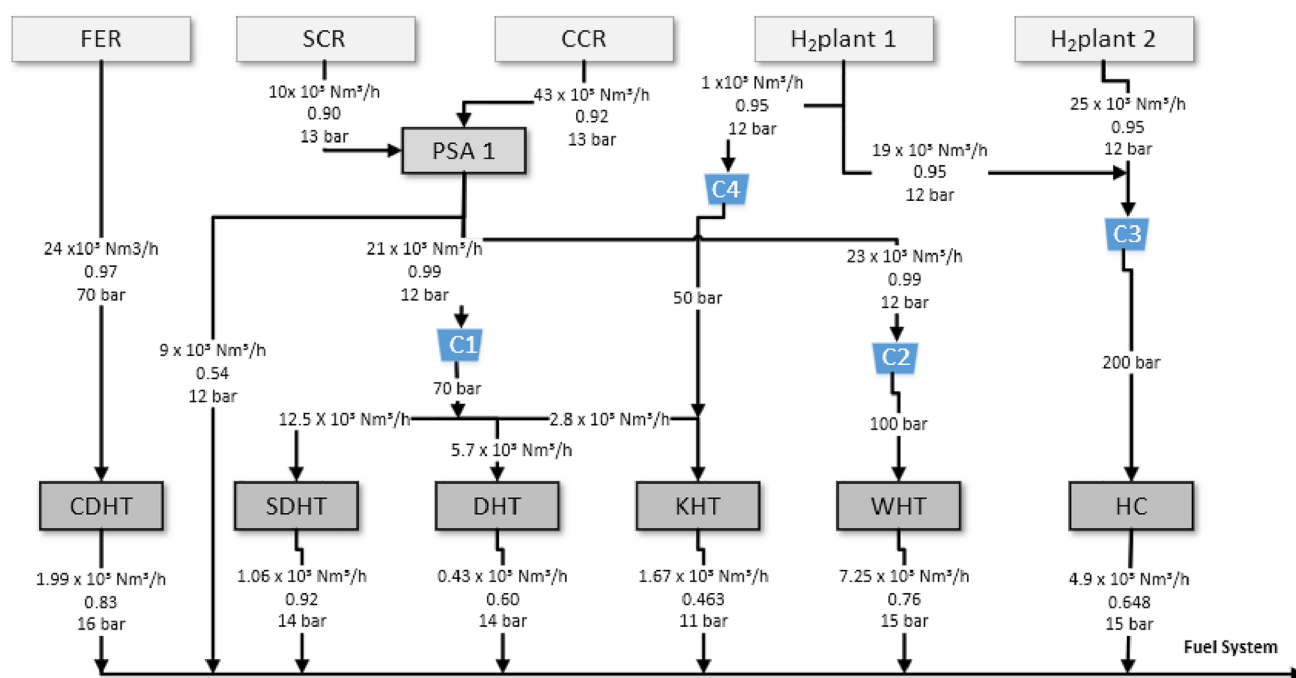 FER
SCR
CCR
H₂plant 1
H₂plant 2
10x 10³ Nm³/h
0.90
13 bar
43 x 10³ Nm³/h
0.92
13 bar
1 x10³ Nm³/h
0.95
12 bar
25 x 10³ Nm³/h
0.95
12 bar
PSA 1
19 x 10³ Nm³/h
0.95
12 bar
C4
C3
24 x10³ Nm3/h
0.97
70 bar
21 x 10³ Nm³/h
0.99
12 bar
23 x 10³ Nm³/h
0.99
12 bar
50 bar
9 x 10³ Nm³/h
0.54
12 bar
C1
C2
200 bar
70 bar
12.5 X 10³ Nm³/h
2.8 x 10³ Nm³/h
5.7 x 10³ Nm³/h
100 bar
CDHT
SDHT
DHT
KHT
WHT
HC
1.99 x 10³ Nm³/h
0.83
16 bar
1.06 x 10³ Nm³/h
0.92
14 bar
0.43 x 10³ Nm³/h
0.60
14 bar
1.67 x 10³ Nm³/h
0.463
11 bar
7.25 x 10³ Nm³/h
0.76
15 bar
4.9 x 10³ Nm³/h
0.648
15 bar
Fuel System